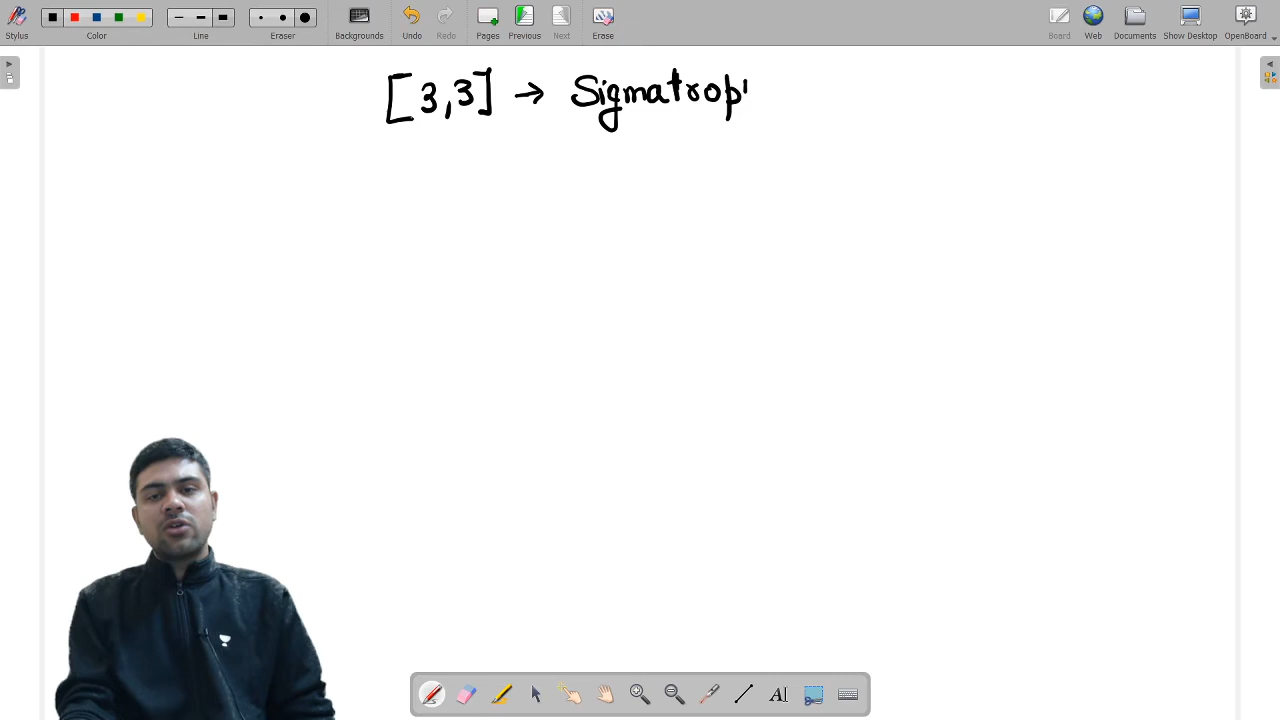 Stylus
Color
Line
Eraser
Backgrounds
Undo
Redo
Pages
Previous
Next
Erase
Board
Web
Documents
Show Desktop
OpenBoard
[3,3] → Sigmatropi